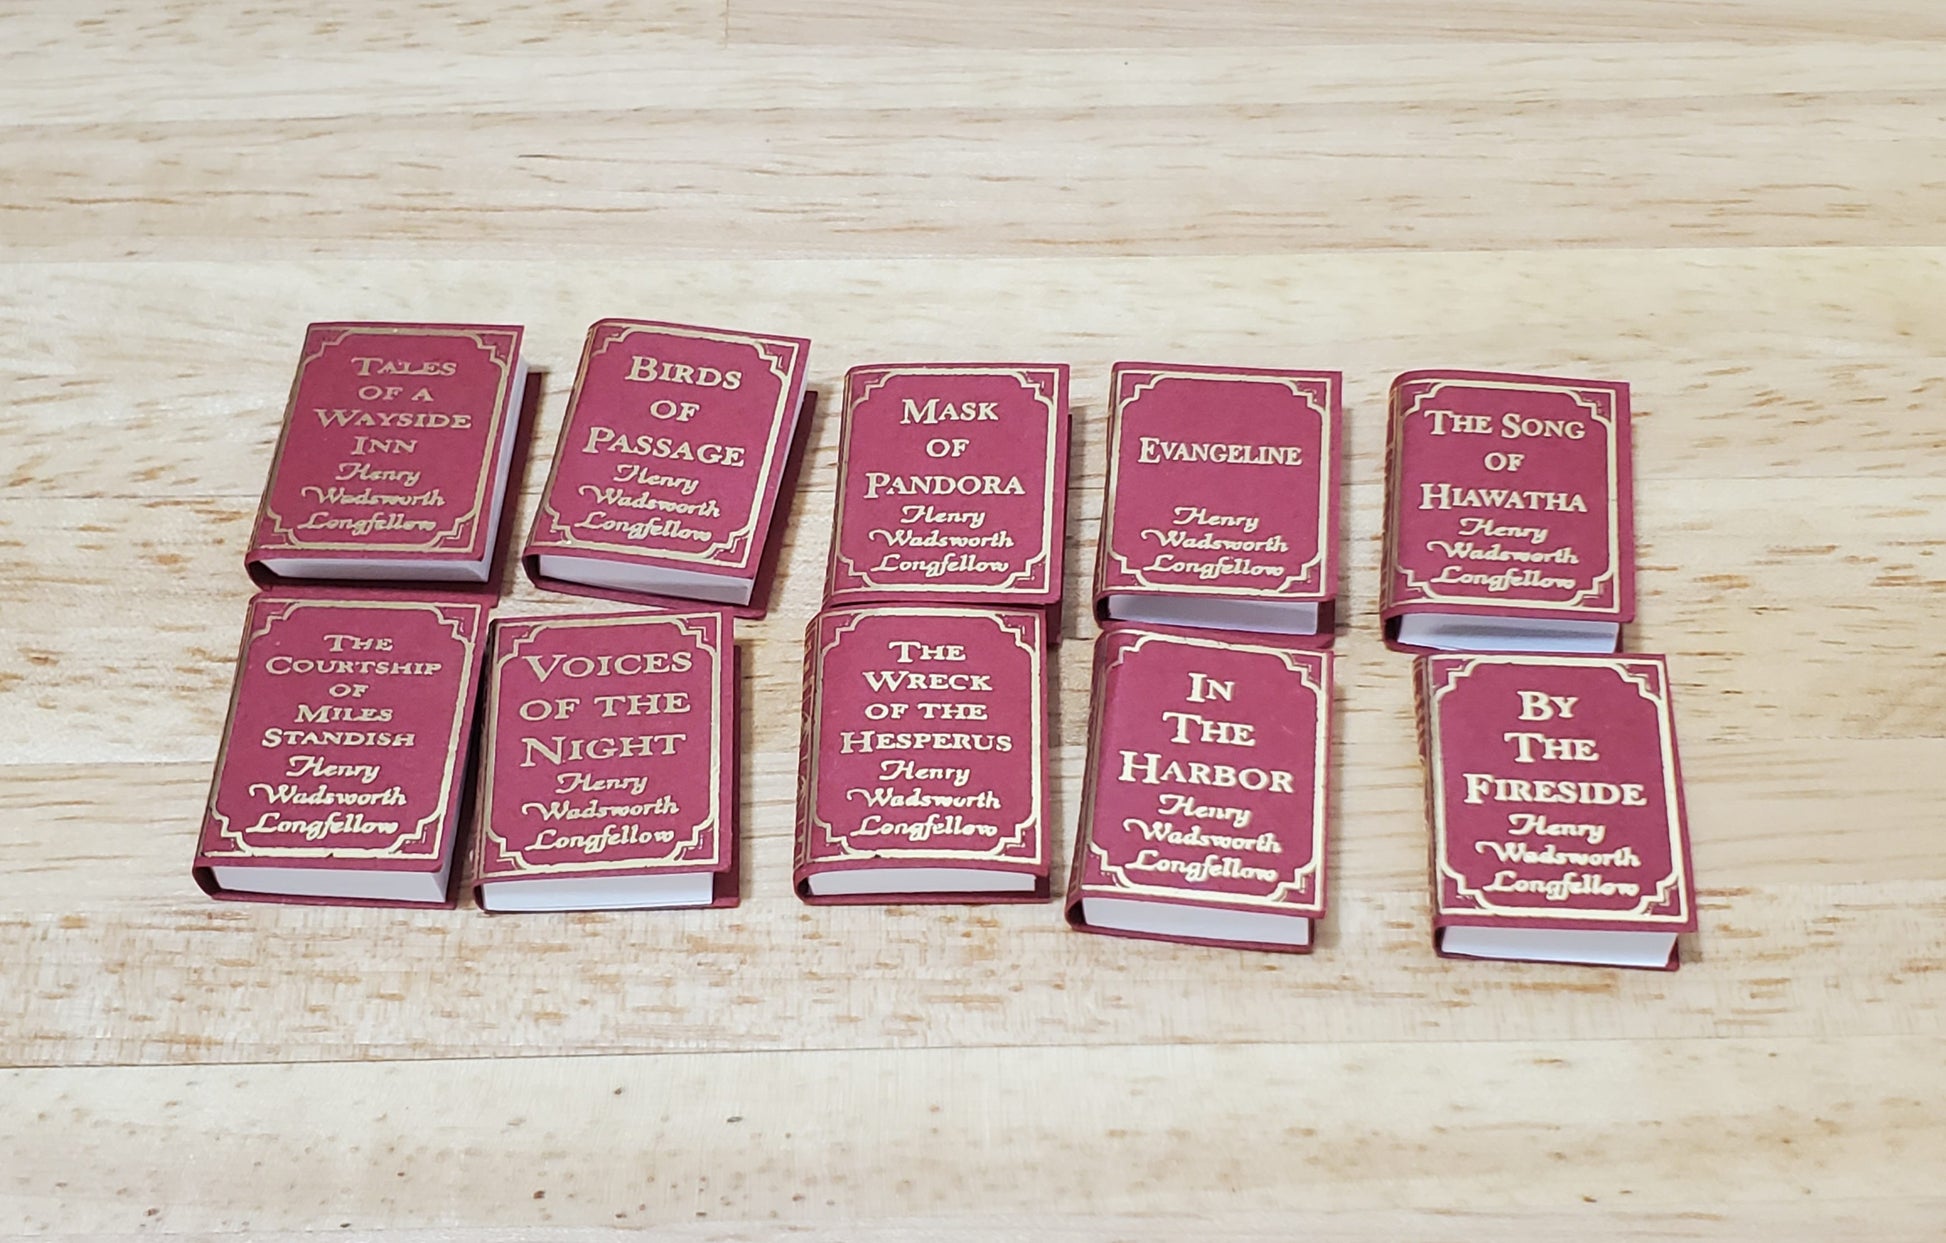 TALES
OF A
WAYSIDE
INN
Henry
Wadsworth
Longfellow
BIRDS
OF
PASSAGE
Henry
Wadsworth
Longfellow
MASK
OF
PANDORA
Henry
Wadsworth
Longfellow
EVANGELINE
Henry
Wadsworth
Longfellow
THE SONG
OF
HIAWATHA
Henry
Wadsworth
Longfellow
THE
COURTSHIP
OF
MILES
STANDISH
Henry
Wadsworth
Longfellow
VOICES
OF THE
NIGHT
Henry
Wadsworth
Longfellow
THE
WRECK
OF THE
HESPERUS
Henry
Wadsworth
Longfellow
IN
THE
HARBOR
Henry
Wadsworth
Longfellow
BY
THE
FIRESIDE
Henry
Wadsworth
Longfellow